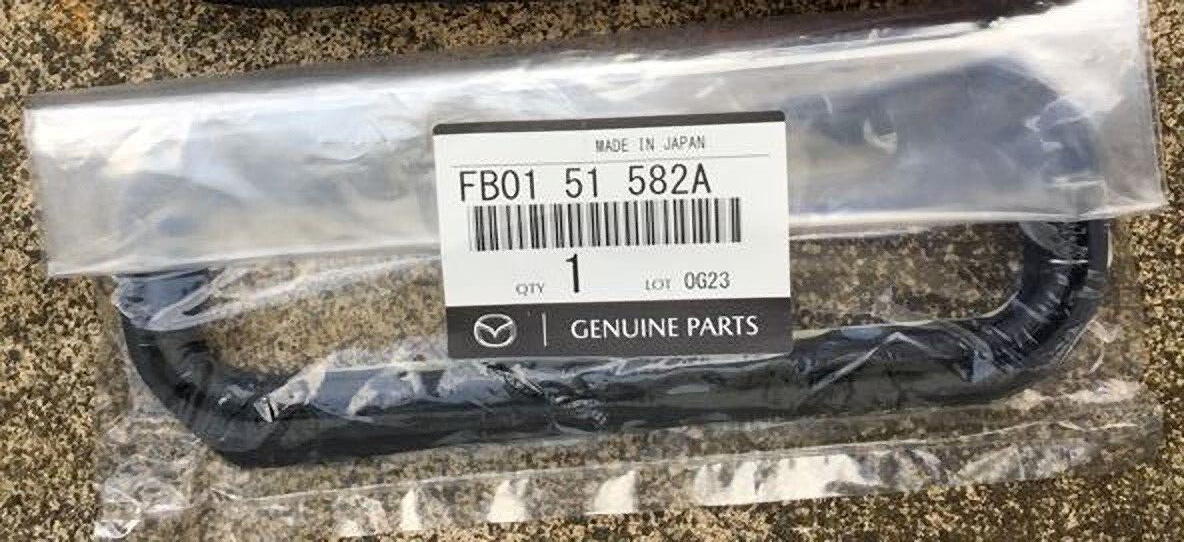 MADE IN JAPAN
FB01 51 582A
QTY 1 LOT 0G23
GENUINE PARTS